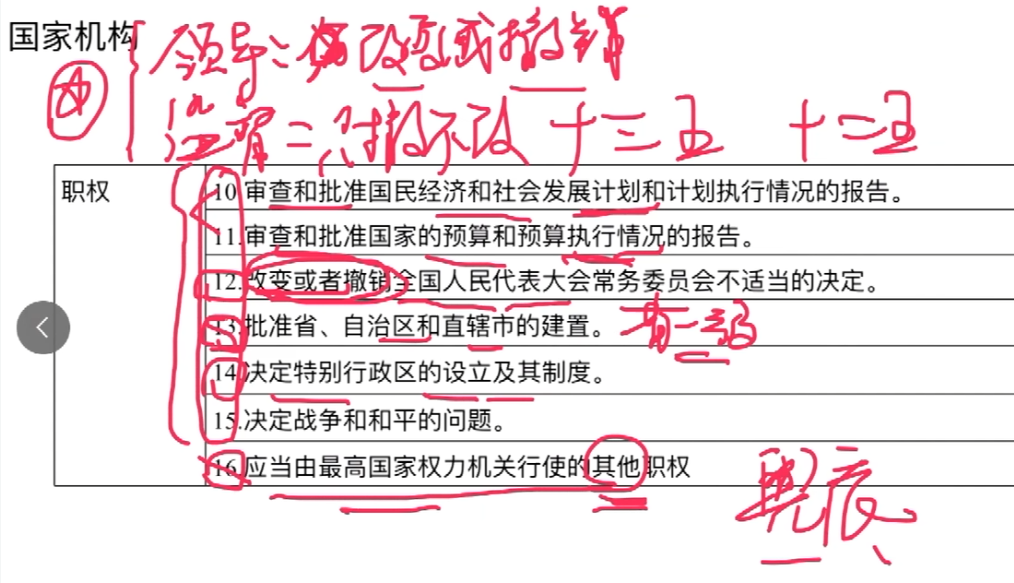 国家机构
领导：改变或撤销
监督＝只撤不改 十三五 十二五
职权
10.审查和批准国民经济和社会发展计划和计划执行情况的报告。
11.审查和批准国家的预算和预算执行情况的报告。
12.改变或者撤销全国人民代表大会常务委员会不适当的决定。
13.批准省、自治区和直辖市的建置。
14.决定特别行政区的设立及其制度。
15.决定战争和和平的问题。
16.应当由最高国家权力机关行使的其他职权
兜底